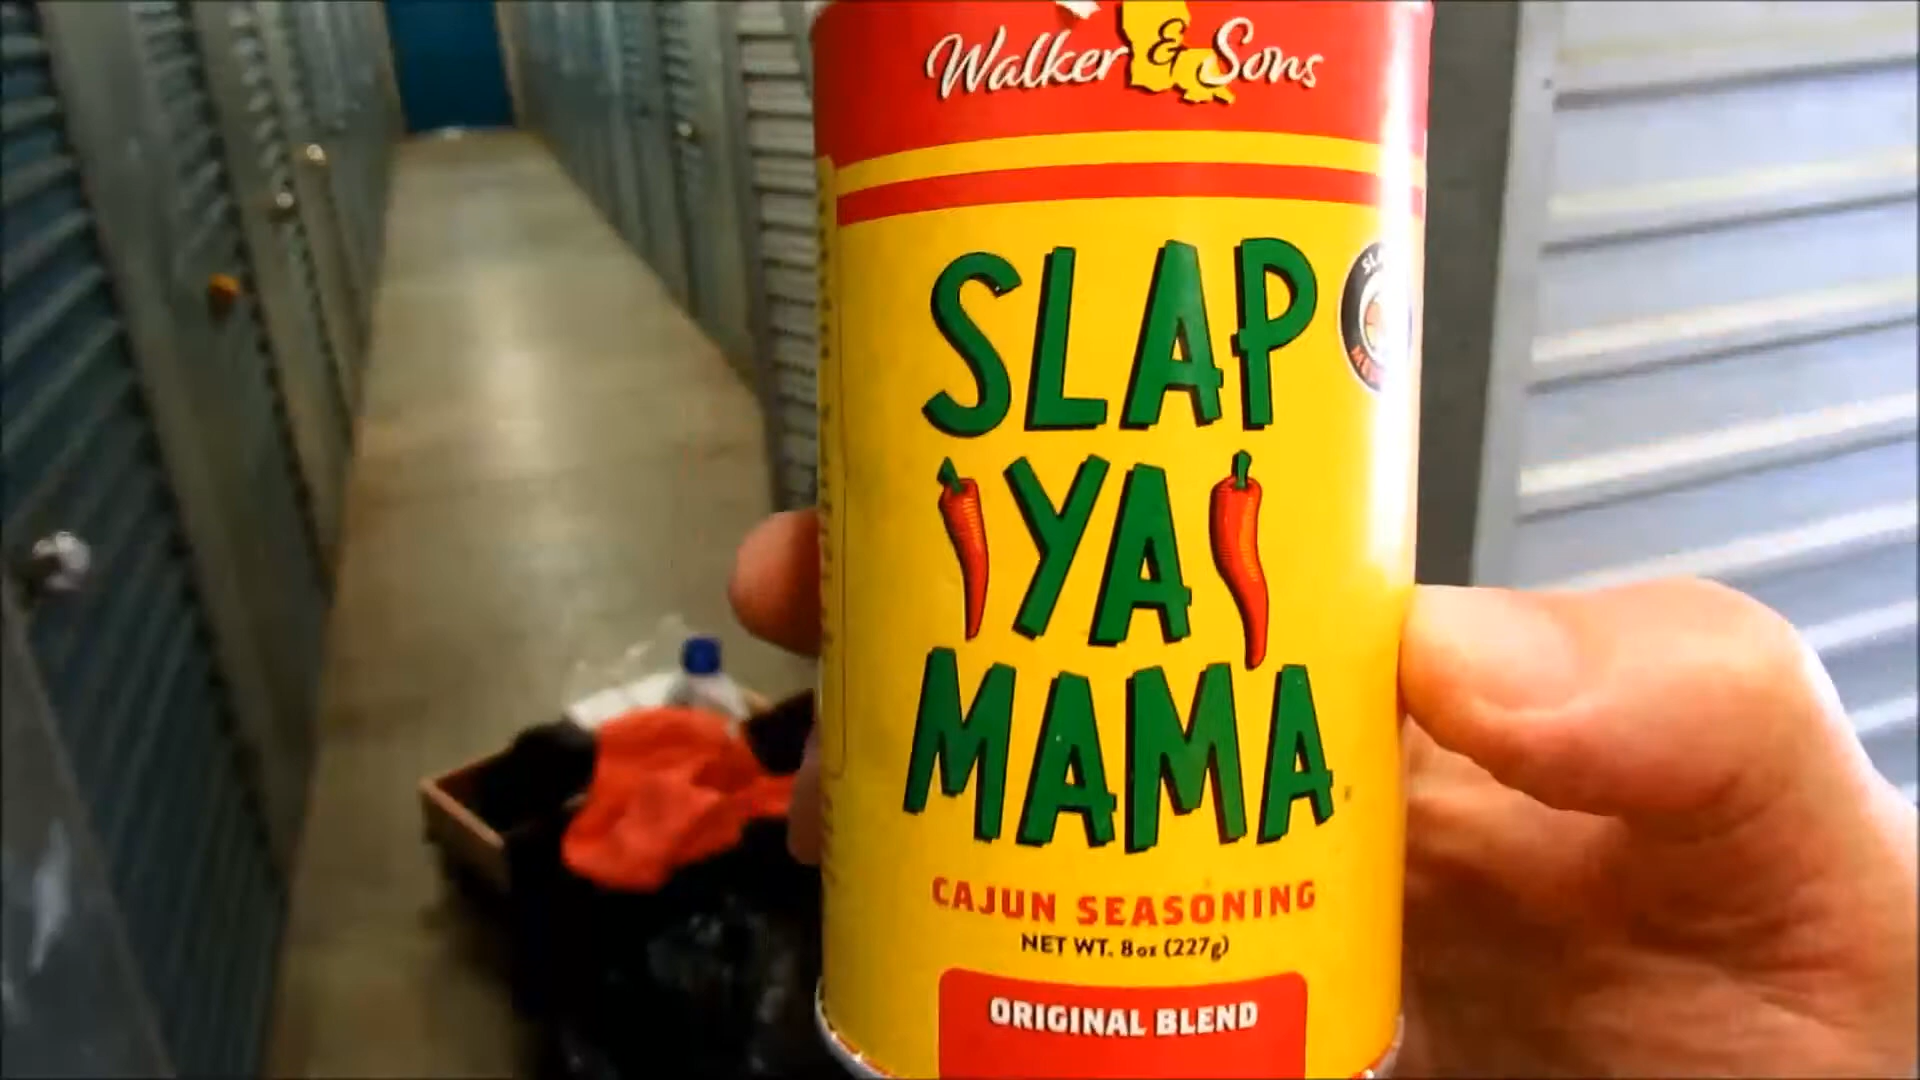 Walker & Sons
SLAP
YA
MAMA
CAJUN SEASONING
NET WT. 8oz (227g)
ORIGINAL BLEND